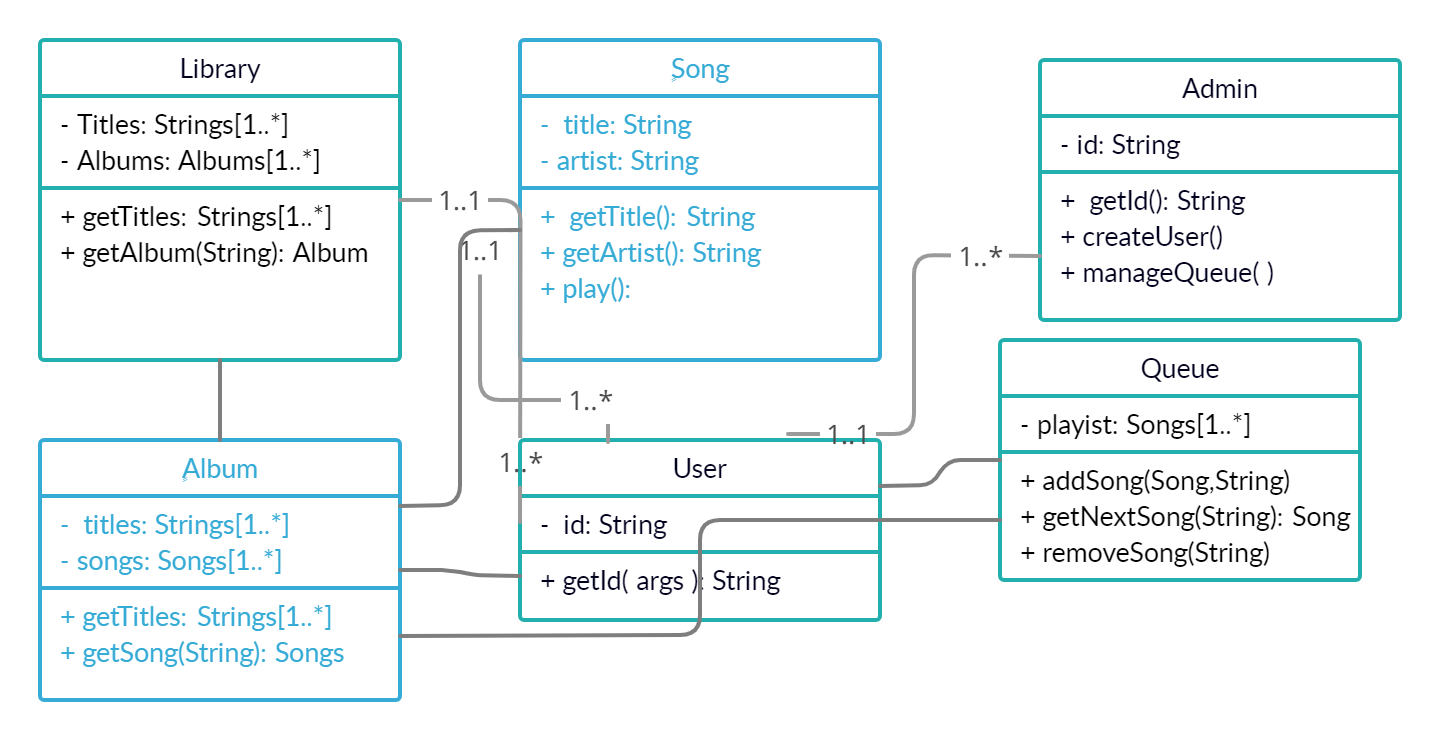 Library
- Titles: Strings[1..*]
- Albums: Albums[1..*]
+ getTitles: Strings[1..*]
+ getAlbum(String): Album
Song
- title: String
- artist: String
+ getTitle(): String
+ getArtist(): String
+ play():
Admin
- id: String
+ getId(): String
+ createUser()
+ manageQueue( )
1..1
1..1
1..*
1..*
1..1
1..*
Album
- titles: Strings[1..*]
- songs: Songs[1..*]
+ getTitles: Strings[1..*]
+ getSong(String): Songs
User
- id: String
+ getId( args ): String
Queue
- playist: Songs[1..*]
+ addSong(Song,String)
+ getNextSong(String): Song
+ removeSong(String)